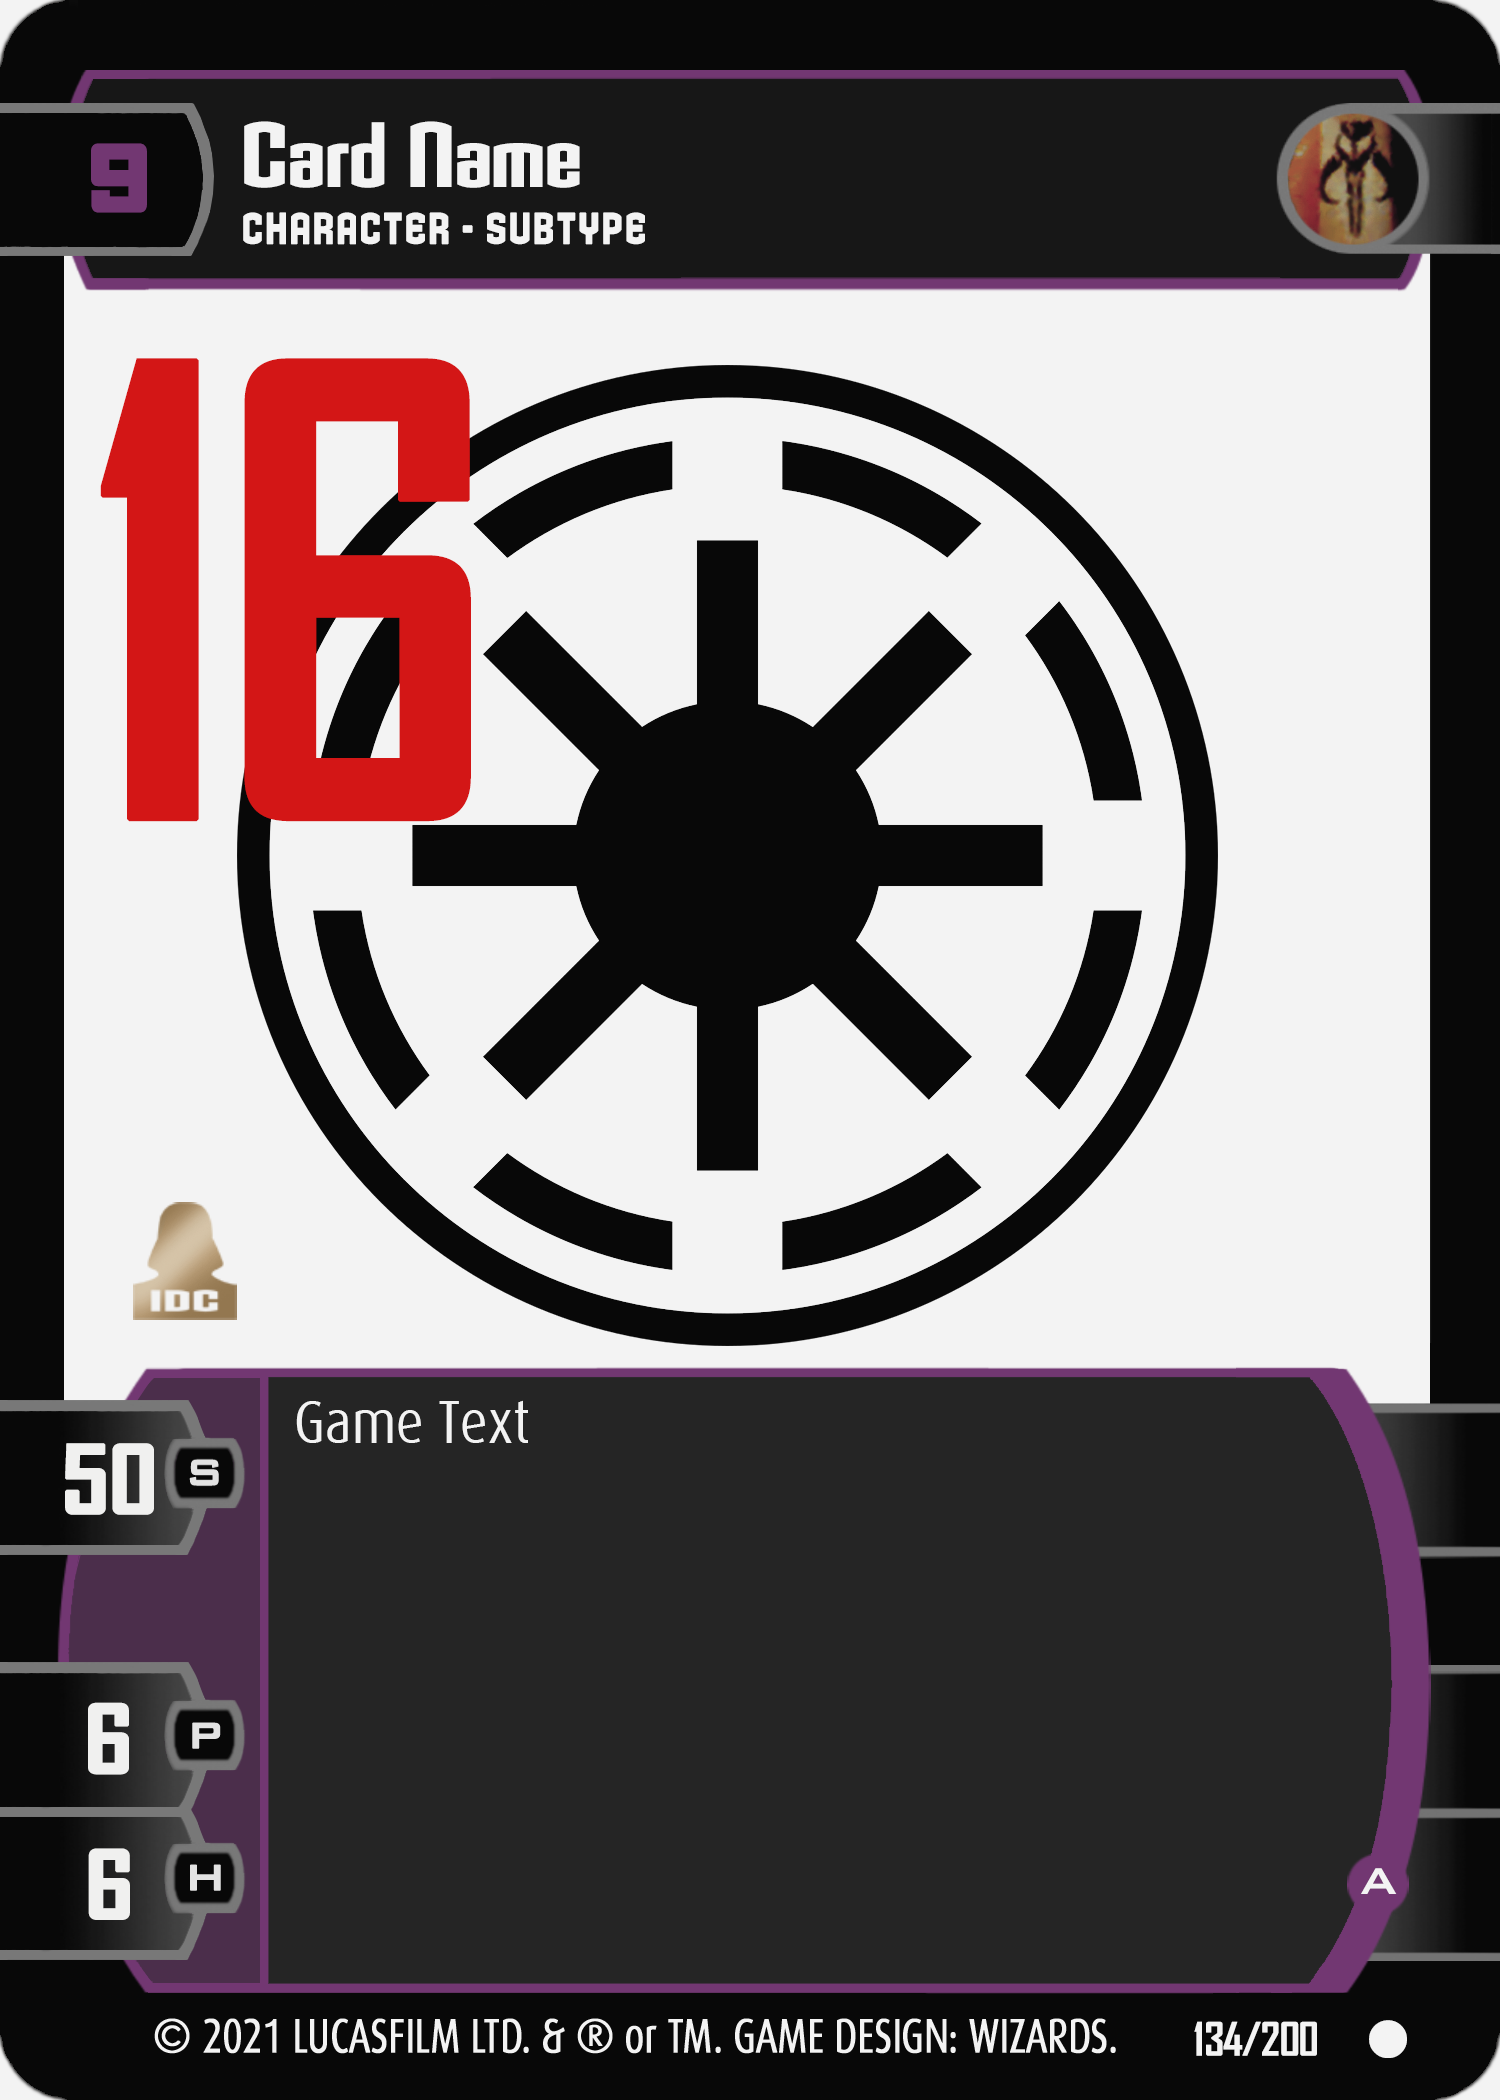 9
Card Name
CHARACTER - SUBTYPE
16
IDC
Game Text
50 S
6 P
6 H
A
© 2021 LUCASFILM LTD. & ® or TM. GAME DESIGN: WIZARDS.
134/200